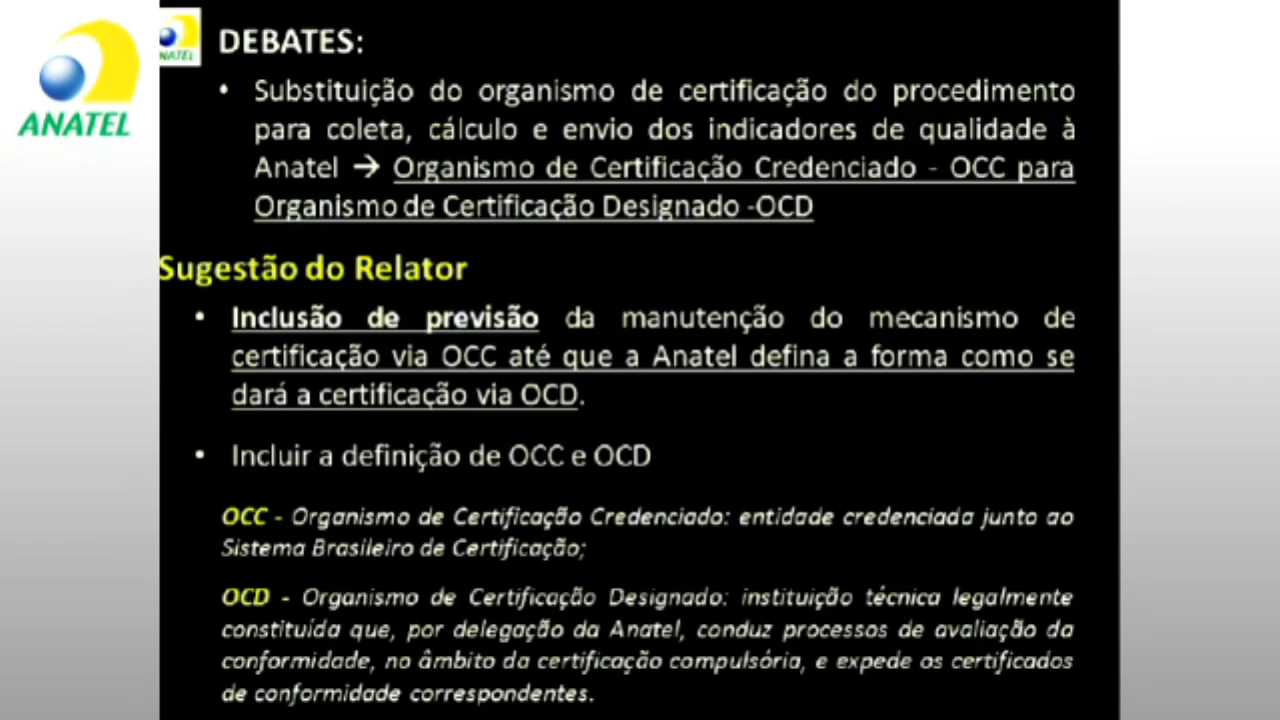 ANATEL
ANATEL
DEBATES:
• Substituição do organismo de certificação do procedimento
para coleta, cálculo e envio dos indicadores de qualidade à
Anatel → Organismo de Certificação Credenciado - OCC para
Organismo de Certificação Designado -OCD
Sugestão do Relator
• Inclusão de previsão da manutenção do mecanismo de
certificação via OCC até que a Anatel defina a forma como se
dará a certificação via OCD.
• Incluir a definição de OCC e OCD
OCC - Organismo de Certificação Credenciado: entidade credenciada junto ao
Sistema Brasileiro de Certificação;
OCD - Organismo de Certificação Designado: instituição técnica legalmente
constituída que, por delegação da Anatel, conduz processos de avaliação da
conformidade, no âmbito da certificação compulsória, e expede os certificados
de conformidade correspondentes.